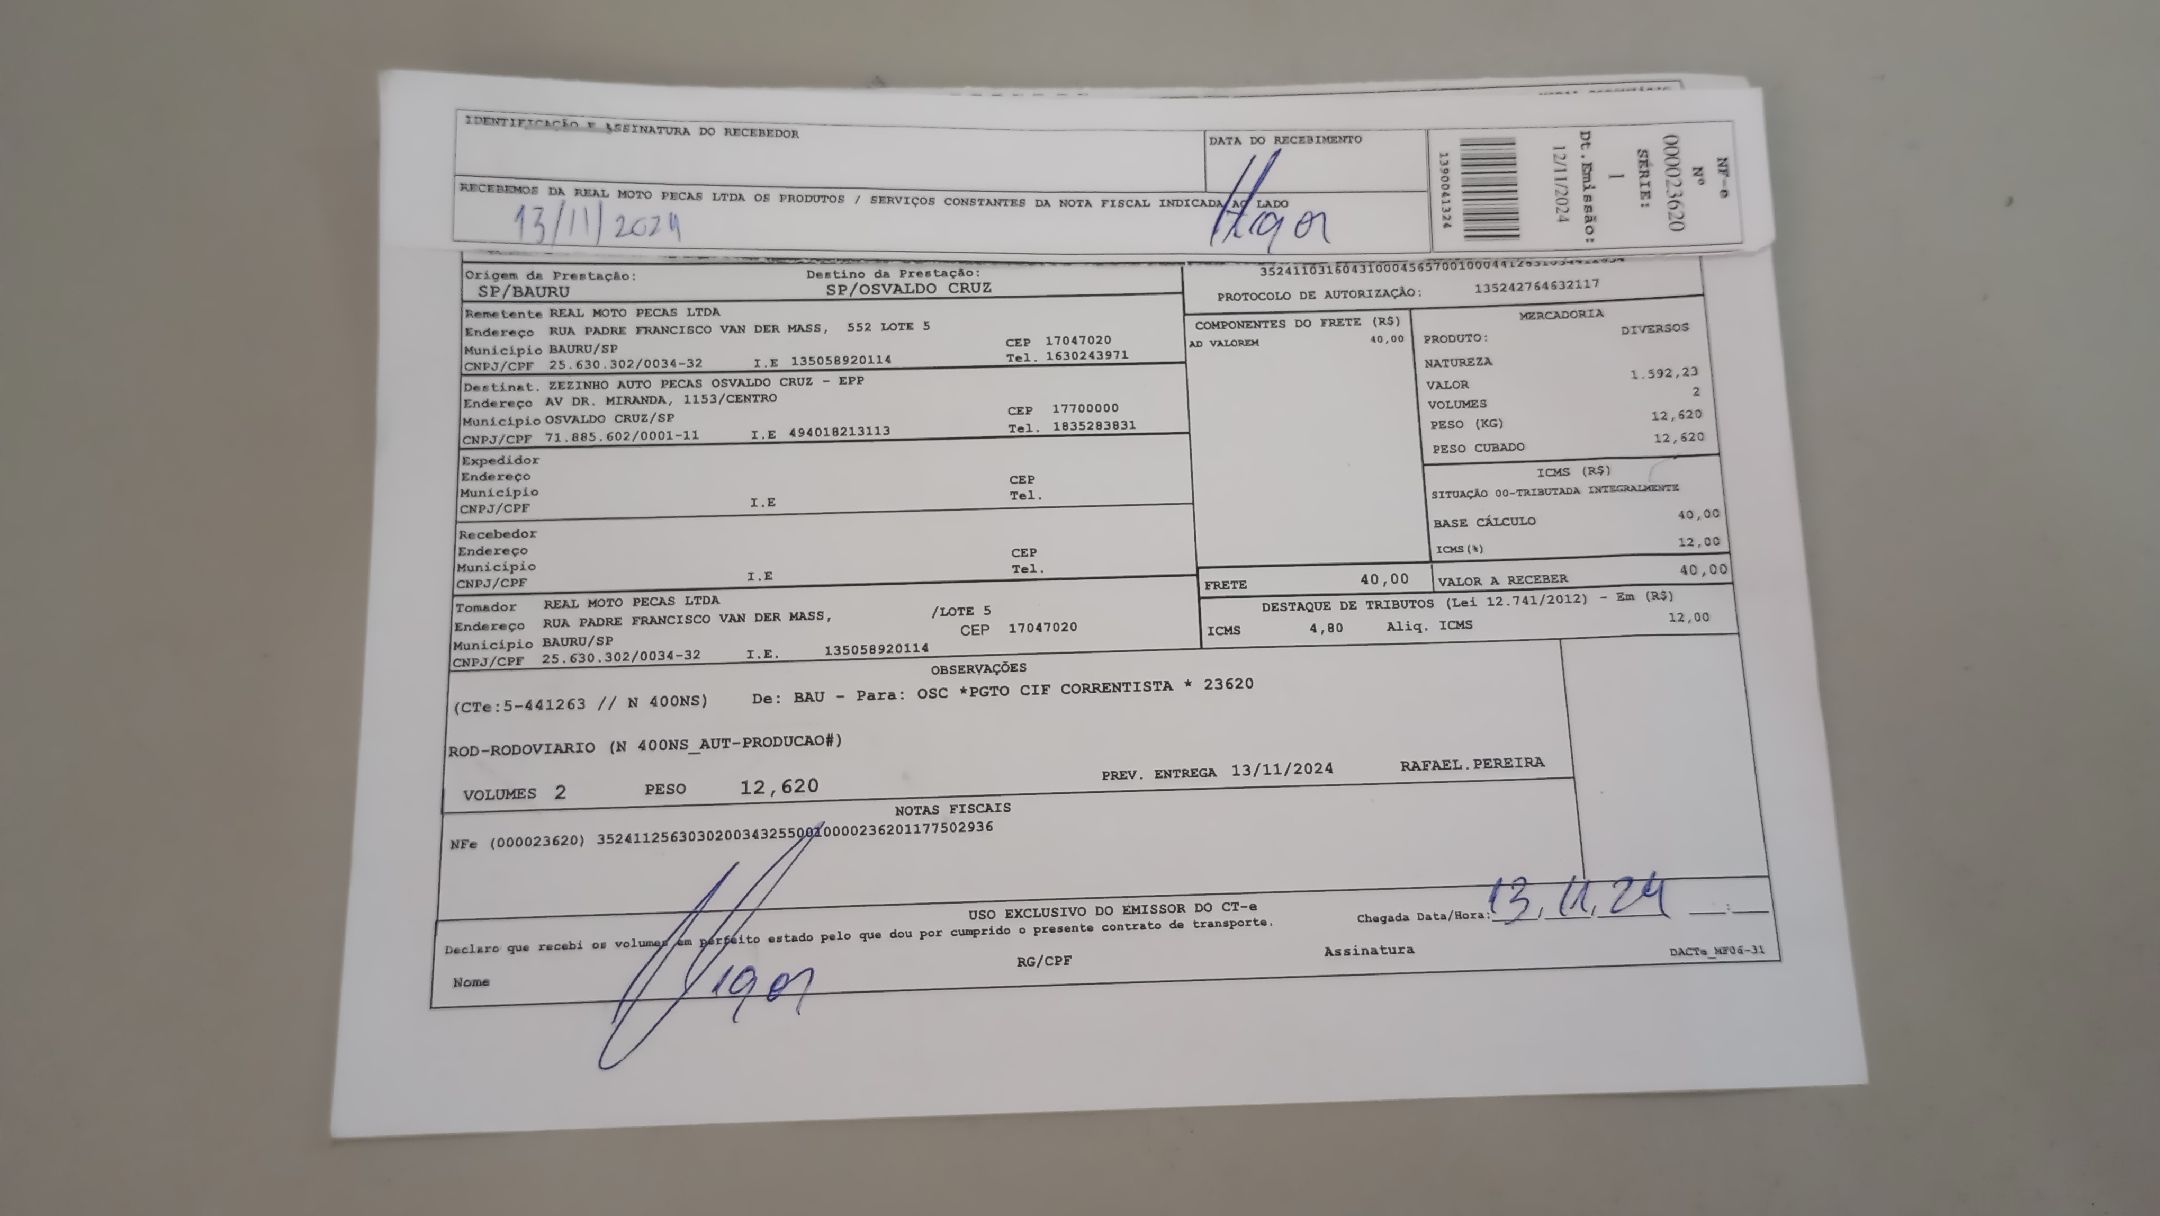 IDENTIFICAÇÃO E ASSINATURA DO RECEBEDOR
DATA DO RECEBIMENTO
RECEBEMOS DA REAL MOTO PECAS LTDA OS PRODUTOS / SERVIÇOS CONSTANTES DA NOTA FISCAL INDICADA AO LADO
13/11/2024
Higor
1390041324
NF-e
Nº
000023620
SÉRIE:
1
Dt.Emissão:
12/11/2024
Origem da Prestação:
SP/BAURU
Destino da Prestação:
SP/OSVALDO CRUZ
PROTOCOLO DE AUTORIZAÇÃO: 135242764632117
Remetente REAL MOTO PECAS LTDA
Endereço RUA PADRE FRANCISCO VAN DER MASS, 552 LOTE 5
Município BAURU/SP CEP 17047020
CNPJ/CPF 25.630.302/0034-32 I.E 135058920114 Tel. 1630243971
Destinat. ZEZINHO AUTO PECAS OSVALDO CRUZ - EPP
Endereço AV DR. MIRANDA, 1153/CENTRO
Município OSVALDO CRUZ/SP CEP 17700000
CNPJ/CPF 71.885.602/0001-11 I.E 494018213113 Tel. 1835283831
Expedidor
Endereço
Município CEP
CNPJ/CPF I.E Tel.
Recebedor
Endereço
Município CEP
CNPJ/CPF I.E Tel.
Tomador REAL MOTO PECAS LTDA
Endereço RUA PADRE FRANCISCO VAN DER MASS, /LOTE 5
Município BAURU/SP CEP 17047020
CNPJ/CPF 25.630.302/0034-32 I.E. 135058920114
COMPONENTES DO FRETE (R$)
AD VALOREM 40,00
MERCADORIA
PRODUTO: DIVERSOS
NATUREZA
VALOR 1.592,23
VOLUMES 2
PESO (KG) 12,620
PESO CUBADO 12,620
ICMS (R$)
SITUAÇÃO 00-TRIBUTADA INTEGRALMENTE
BASE CÁLCULO 40,00
ICMS(%) 12,00
FRETE 40,00 VALOR A RECEBER 40,00
DESTAQUE DE TRIBUTOS (Lei 12.741/2012) - Em (R$)
ICMS 4,80 Aliq. ICMS 12,00
OBSERVAÇÕES
(CTe:5-441263 // N 400NS) De: BAU - Para: OSC *PGTO CIF CORRENTISTA * 23620
ROD-RODOVIARIO (N 400NS_AUT-PRODUCAO#)
VOLUMES 2 PESO 12,620 PREV. ENTREGA 13/11/2024 RAFAEL.PEREIRA
NOTAS FISCAIS
NFe (000023620) 35241125630302003432550010000236201177502936
USO EXCLUSIVO DO EMISSOR DO CT-e
Declaro que recebi os volumes em perfeito estado pelo que dou por cumprido o presente contrato de transporte.
Chegada Data/Hora: 13,11,24 __:__
Nome Higor RG/CPF Assinatura
DACTe_MF06-31